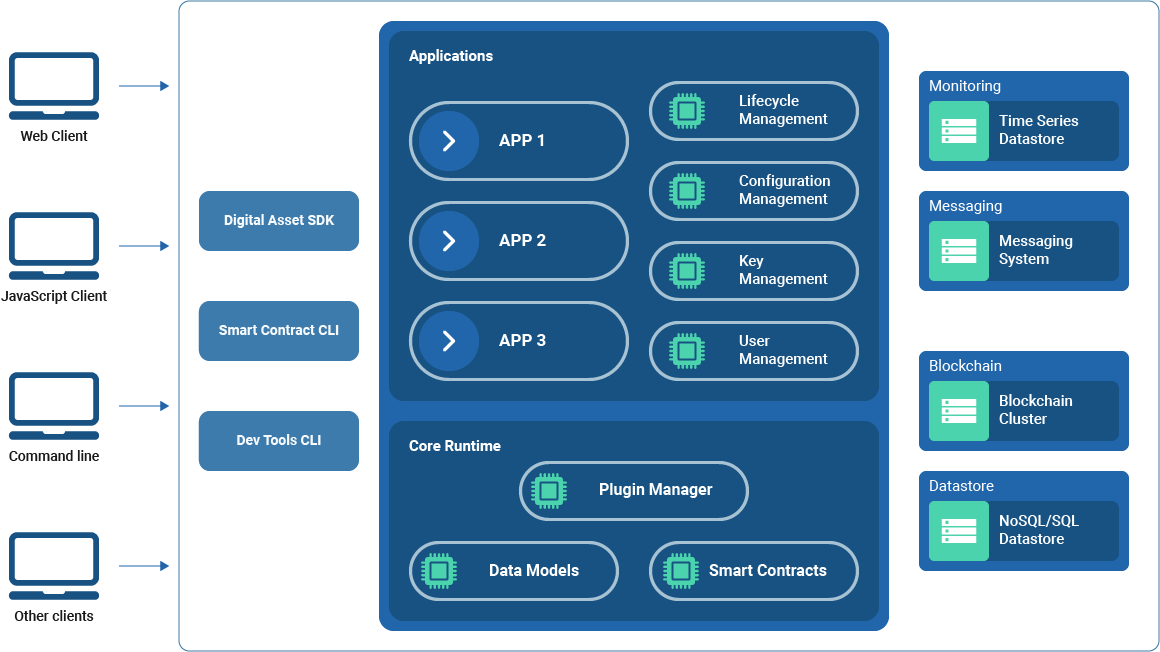 Web Client
JavaScript Client
Command line
Other clients
Digital Asset SDK
Smart Contract CLI
Dev Tools CLI
Applications
APP 1
APP 2
APP 3
Lifecycle
Management
Configuration
Management
Key
Management
User
Management
Core Runtime
Plugin Manager
Data Models
Smart Contracts
Monitoring
Time Series
Datastore
Messaging
Messaging
System
Blockchain
Blockchain
Cluster
Datastore
NoSQL/SQL
Datastore